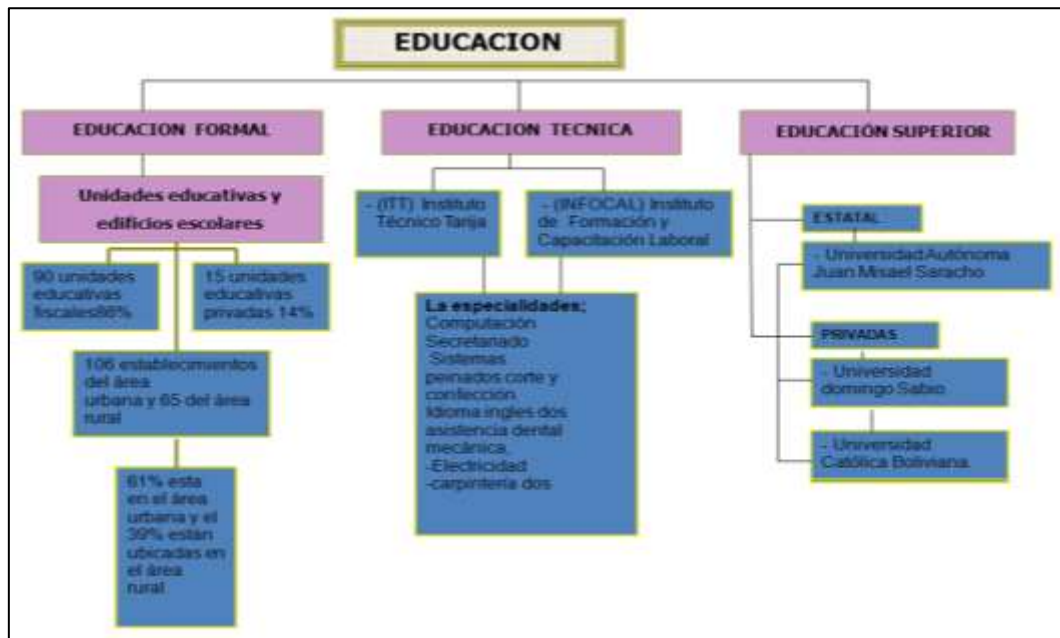 EDUCACION
EDUCACION FORMAL
EDUCACION TECNICA
EDUCACIÓN SUPERIOR
Unidades educativas y
edificios escolares
90 unidades
educativas
fiscales86%
15 unidades
educativas
privadas 14%
106 establecimientos
del área
urbana y 65 del área
rural
61% esta
en el área
urbana y el
39% están
ubicadas en
el área
rural
- (ITT) Instituto
Técnico Tarija
- (INFOCAL) Instituto
de Formación y
Capacitación Laboral
La especialidades;
Computación
Secretariado
Sistemas
peinados corte y
confección
Idioma ingles dos
asistencia dental
mecánica,
-Electricidad
-carpintería dos
ESTATAL
- Universidad Autónoma
Juan Misael Saracho
PRIVADAS
- Universidad
domingo Sabio
- Universidad
Católica Boliviana